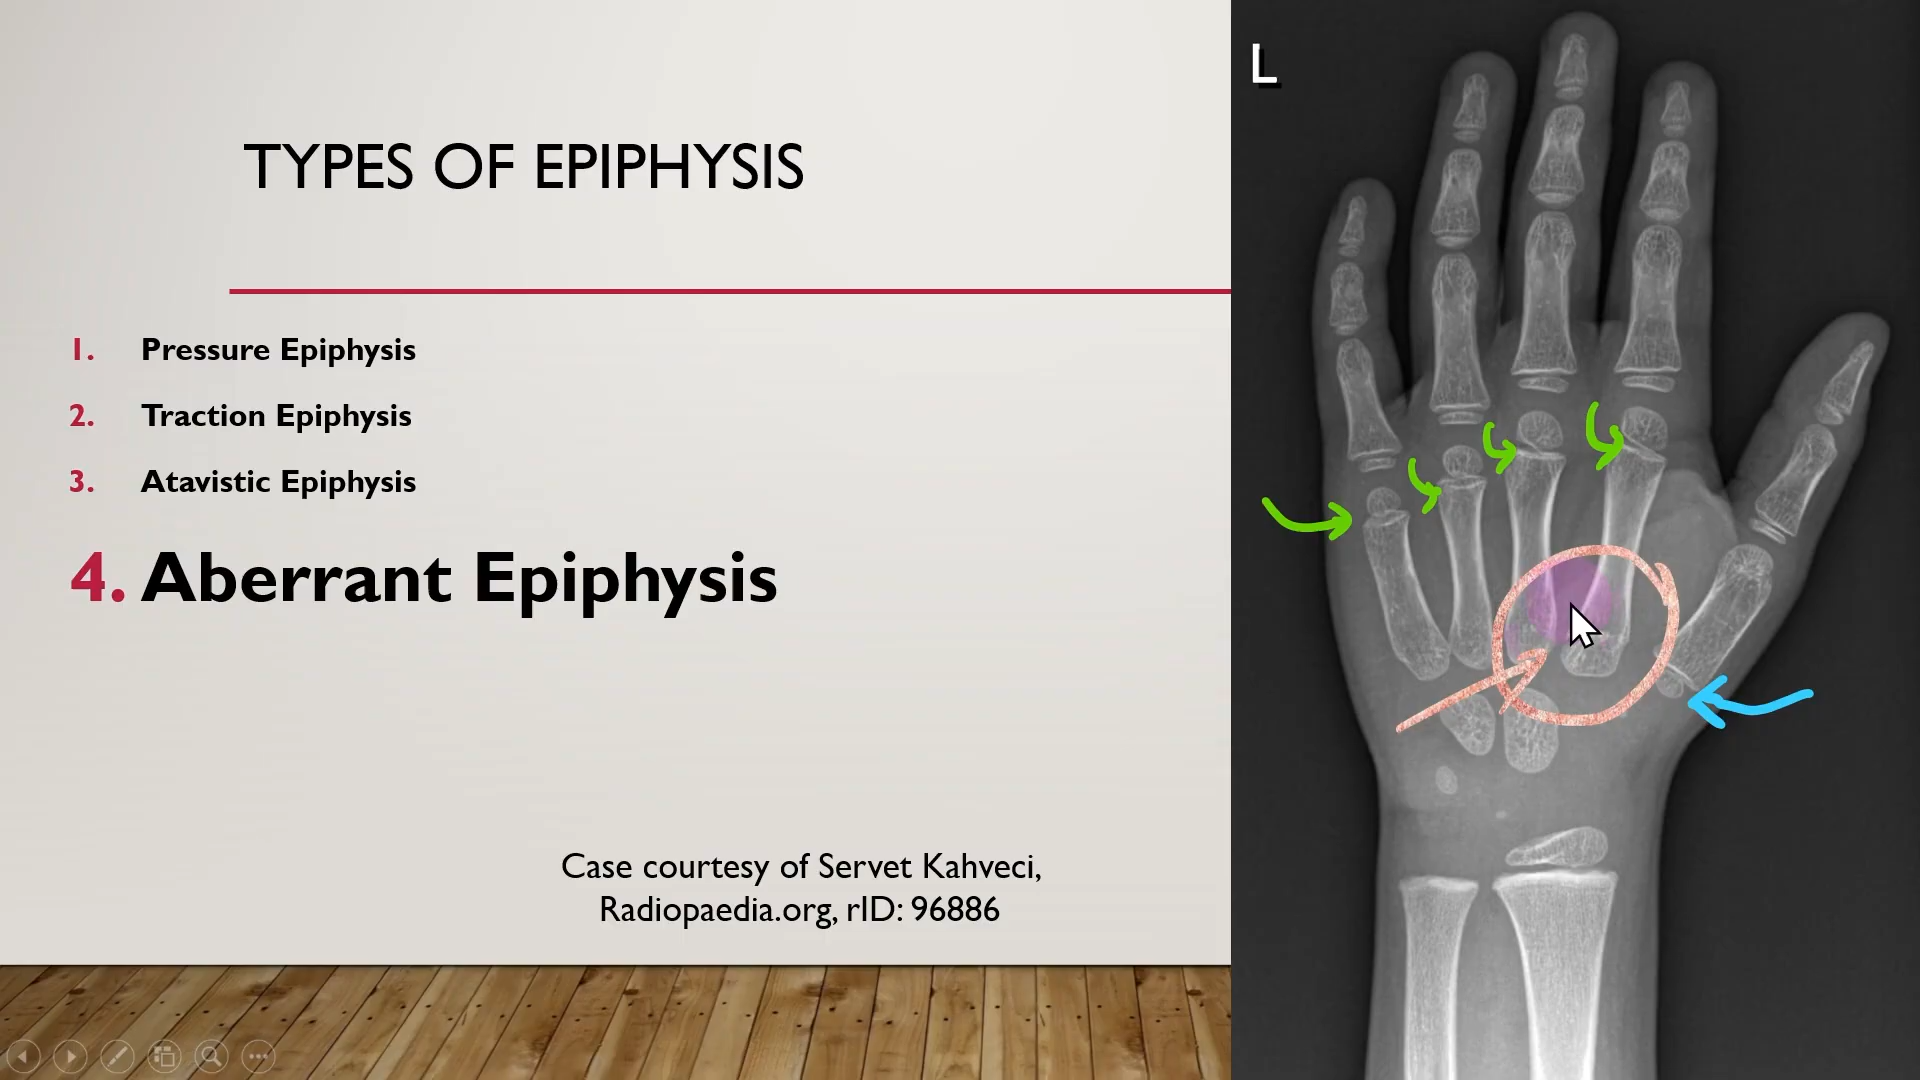 TYPES OF EPIPHYSIS
1. Pressure Epiphysis
2. Traction Epiphysis
3. Atavistic Epiphysis
4. Aberrant Epiphysis
Case courtesy of Servet Kahveci,
Radiopaedia.org, rID: 96886
L